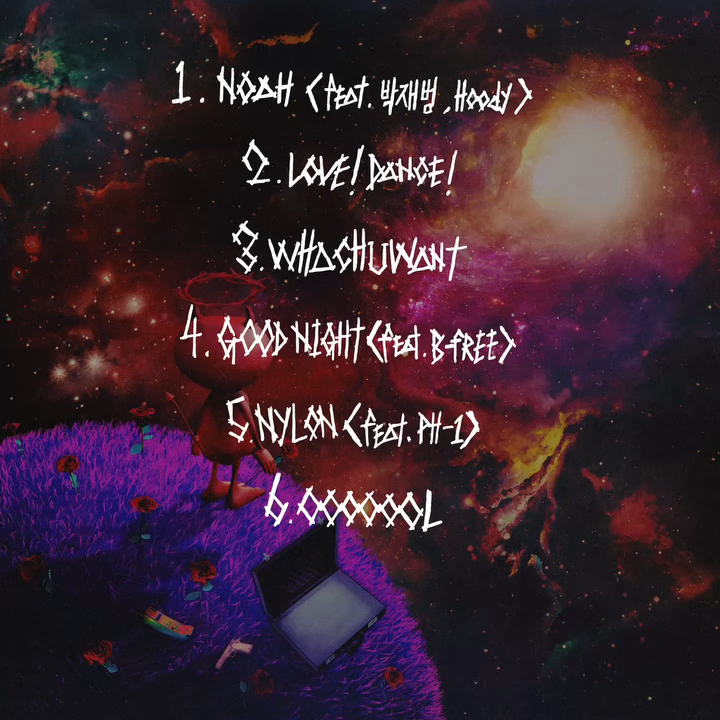 1. NOAH (feat. 박재범, Hoody)
2. LOVE! DANCE!
3. WHACHUWANT
4. GOOD NIGHT (feat. B-FREE)
5. NYLON (feat. PH-1)
6. OOOOOOL